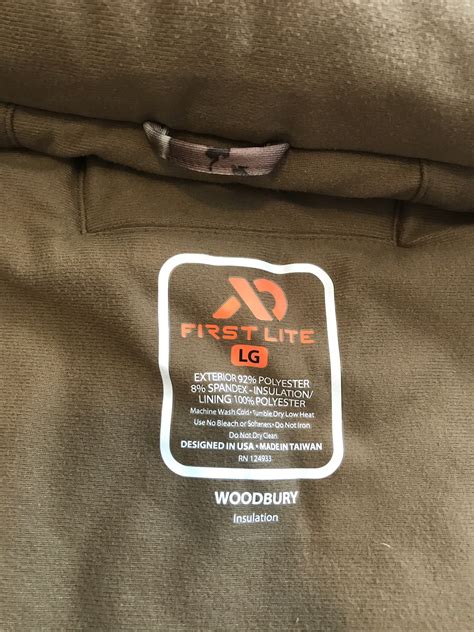 FIRST LITE
LG
EXTERIOR 92% POLYESTER
8% SPANDEX - INSULATION/
LINING 100% POLYESTER
Machine Wash Cold • Tumble Dry Low Heat
Use No Bleach or Softeners • Do Not Iron
Do Not Dry Clean
DESIGNED IN USA • MADE IN TAIWAN
RN 124933
WOODBURY
Insulation